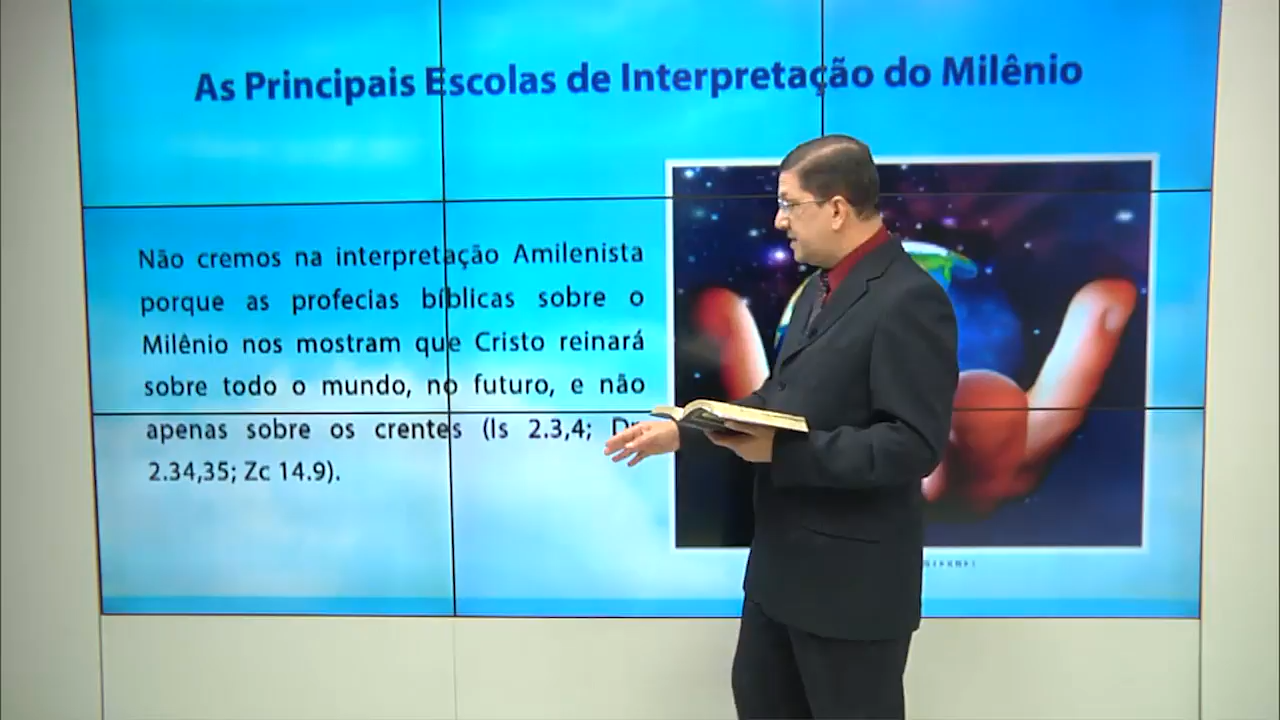 As Principais Escolas de Interpretação do Milênio
Não cremos na interpretação Amilenista
porque as profecias bíblicas sobre o
Milênio nos mostram que Cristo reinará
sobre todo o mundo, no futuro, e não
apenas sobre os crentes (Is 2.3,4;
2.34,35; Zc 14.9).